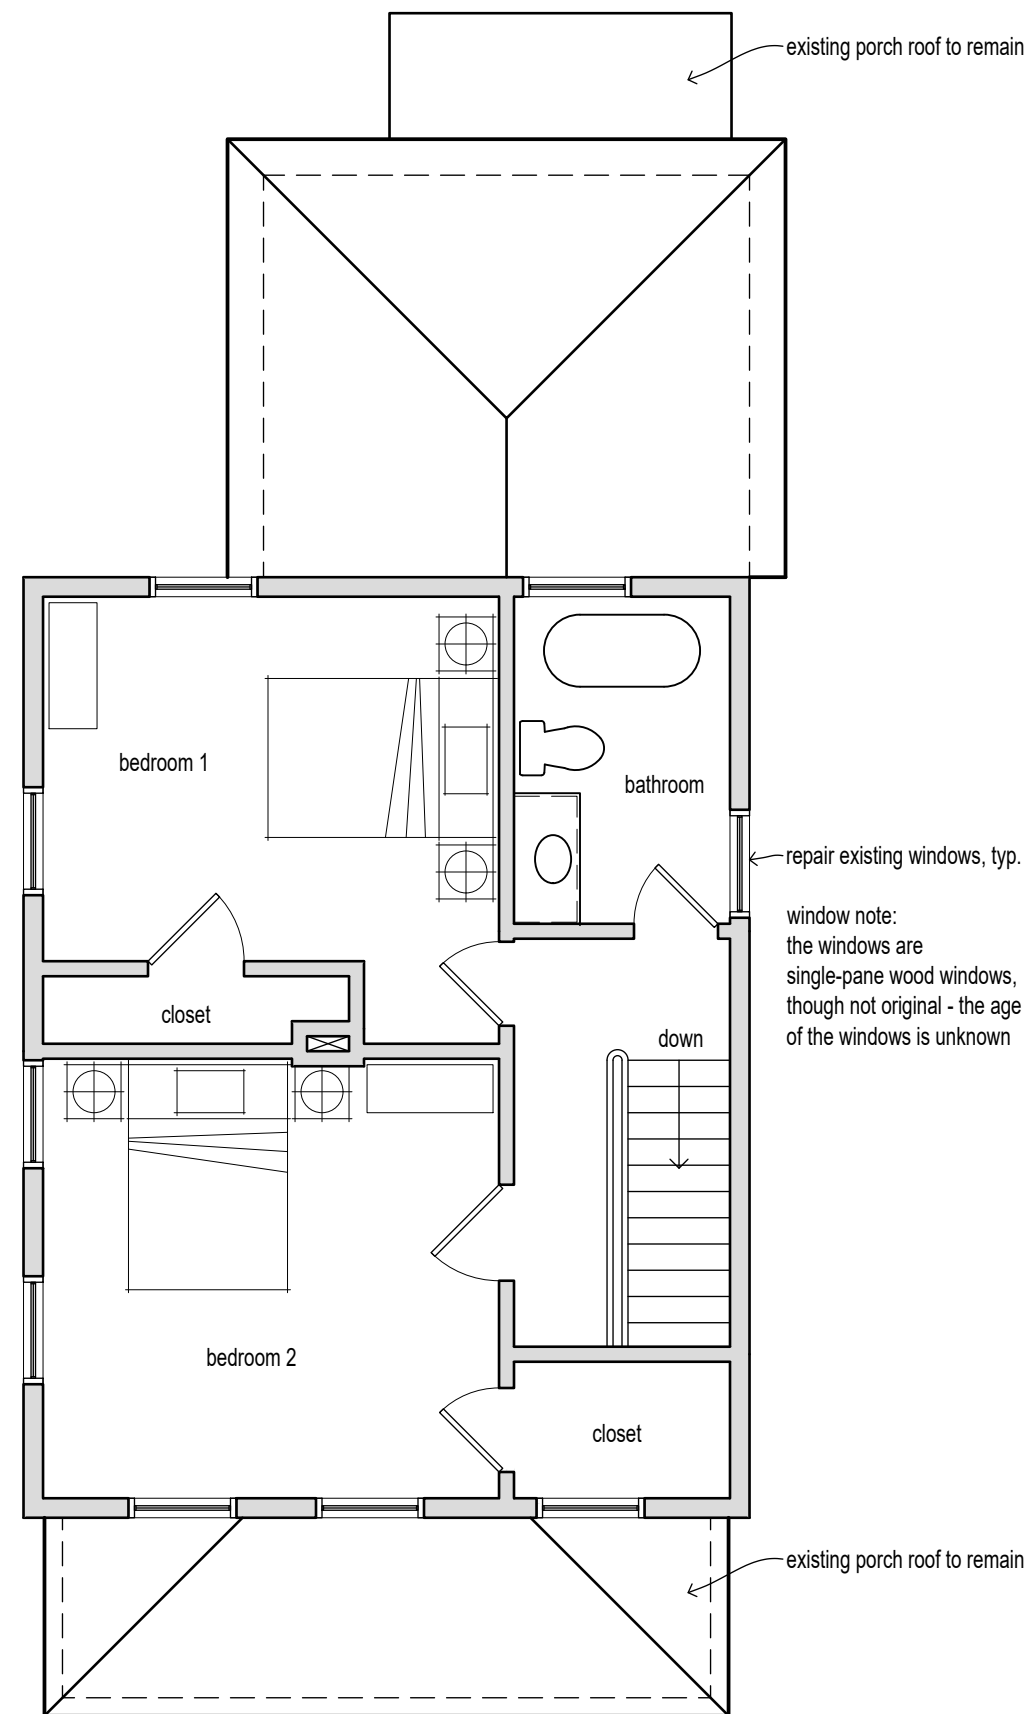 existing porch roof to remain
bedroom 1
bathroom
repair existing windows, typ.
window note:
the windows are
single-pane wood windows,
though not original - the age
of the windows is unknown
closet
down
bedroom 2
closet
existing porch roof to remain